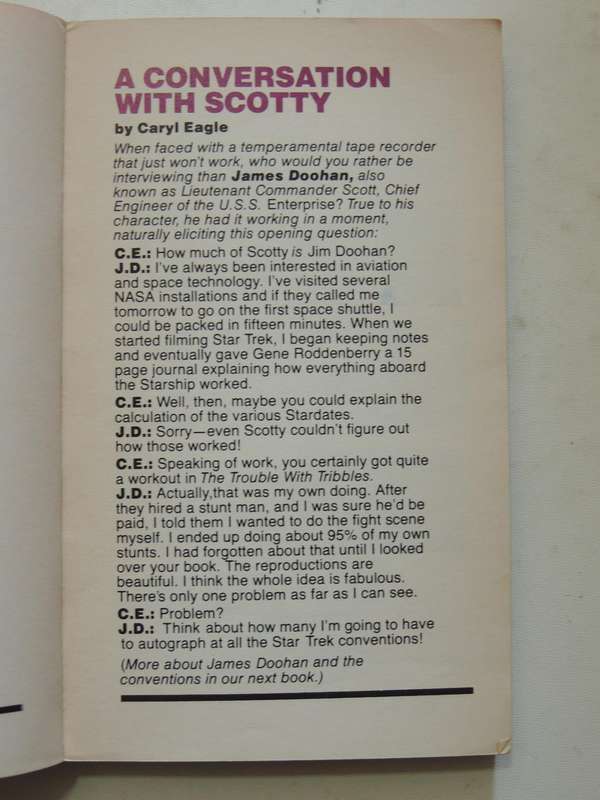 A CONVERSATION
WITH SCOTTY
by Caryl Eagle
When faced with a temperamental tape recorder
that just won't work, who would you rather be
interviewing than James Doohan, also
known as Lieutenant Commander Scott, Chief
Engineer of the U.S.S. Enterprise? True to his
character, he had it working in a moment,
naturally eliciting this opening question:
C.E.: How much of Scotty is Jim Doohan?
J.D.: I've always been interested in aviation
and space technology. I've visited several
NASA installations and if they called me
tomorrow to go on the first space shuttle, I
could be packed in fifteen minutes. When we
started filming Star Trek, I began keeping notes
and eventually gave Gene Roddenberry a 15
page journal explaining how everything aboard
the Starship worked.
C.E.: Well, then, maybe you could explain the
calculation of the various Stardates.
J.D.: Sorry—even Scotty couldn't figure out
how those worked!
C.E.: Speaking of work, you certainly got quite
a workout in The Trouble With Tribbles.
J.D.: Actually,that was my own doing. After
they hired a stunt man, and I was sure he'd be
paid, I told them I wanted to do the fight scene
myself. I ended up doing about 95% of my own
stunts. I had forgotten about that until I looked
over your book. The reproductions are
beautiful. I think the whole idea is fabulous.
There's only one problem as far as I can see.
C.E.: Problem?
J.D.: Think about how many I'm going to have
to autograph at all the Star Trek conventions!
(More about James Doohan and the
conventions in our next book.)